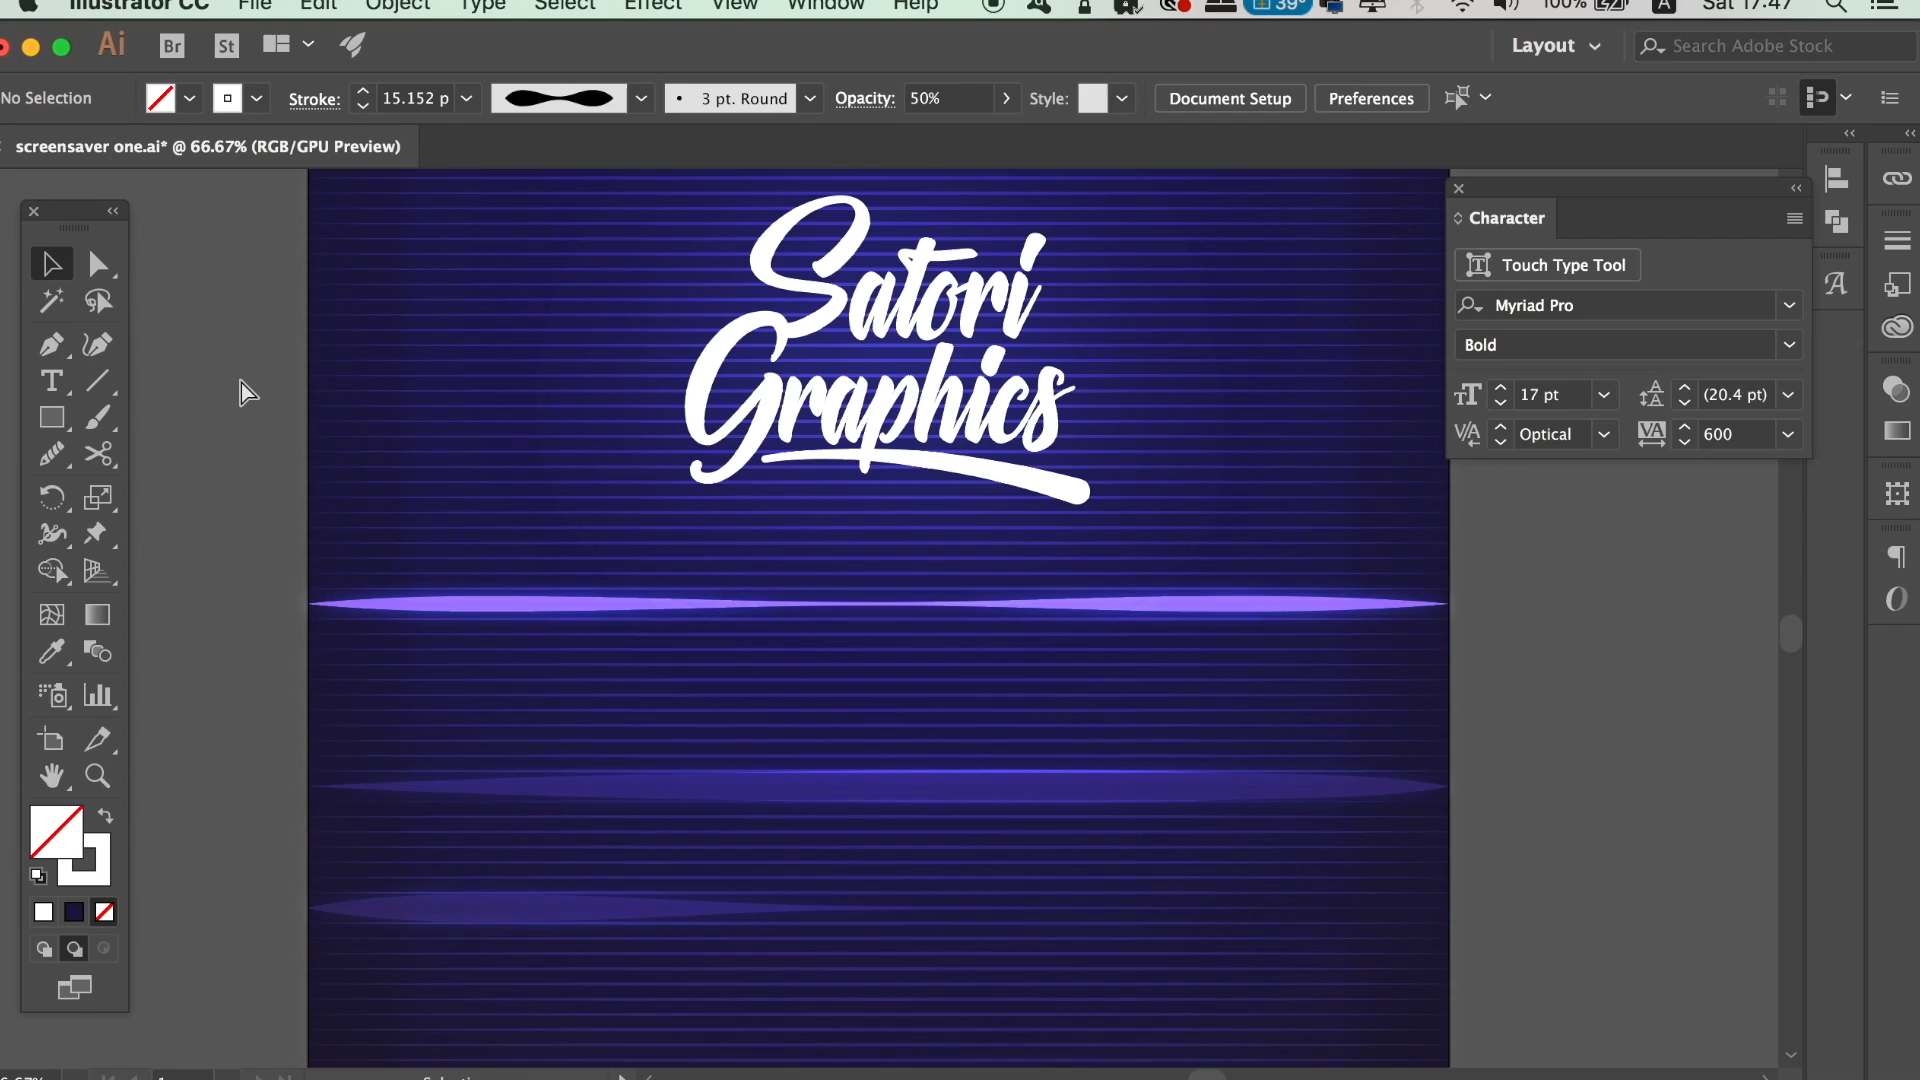 Illustrator CC File Edit Object Type Select Effect View Window Help 39° 100% A Sat 17:47
Ai Br St Layout Search Adobe Stock
No Selection Stroke: 15.152 p 3 pt. Round Opacity: 50% Style: Document Setup Preferences
screensaver one.ai* @ 66.67% (RGB/GPU Preview)
Satori
Graphics
Character
Touch Type Tool
Myriad Pro
Bold
17 pt (20.4 pt)
Optical 600